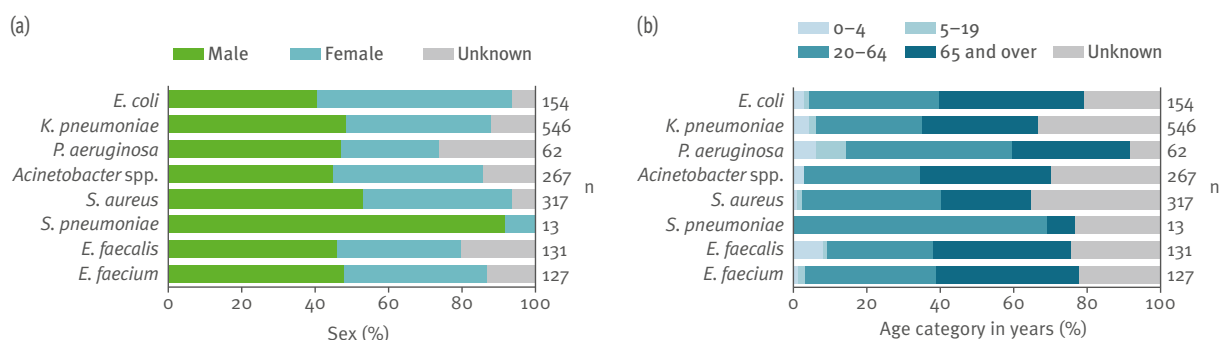 (a)
Male Female Unknown
E. coli 154
K. pneumoniae 546
P. aeruginosa 62
Acinetobacter spp. 267
S. aureus 317
S. pneumoniae 13
E. faecalis 131
E. faecium 127
n
0 20 40 60 80 100
Sex (%)
(b)
0–4 5–19
20–64 65 and over Unknown
E. coli 154
K. pneumoniae 546
P. aeruginosa 62
Acinetobacter spp. 267
S. aureus 317
S. pneumoniae 13
E. faecalis 131
E. faecium 127
n
0 20 40 60 80 100
Age category in years (%)